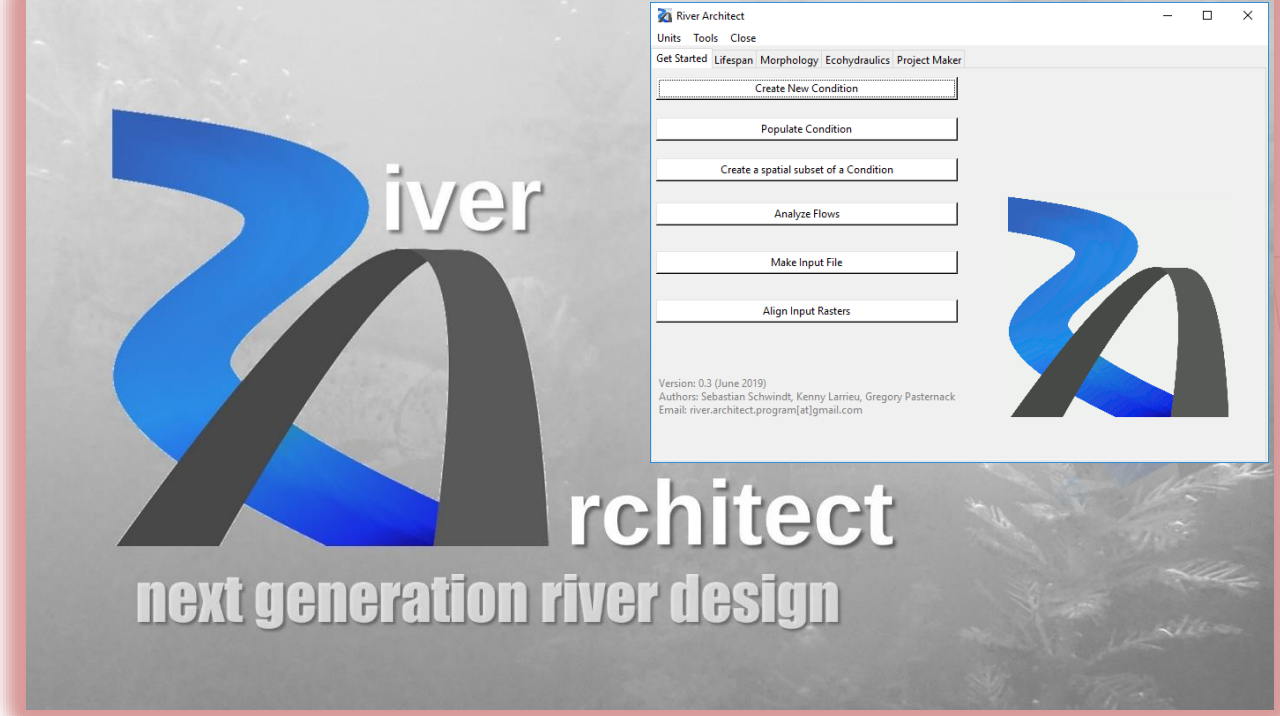 iver
rchitect
next generation river design
River Architect
Units Tools Close
Get Started Lifespan Morphology Ecohydraulics Project Maker
Create New Condition
Populate Condition
Create a spatial subset of a Condition
Analyze Flows
Make Input File
Align Input Rasters
Version: 0.3 (June 2019)
Authors: Sebastian Schwindt, Kenny Larrieu, Gregory Pasternack
Email: river.architect.program[at]gmail.com